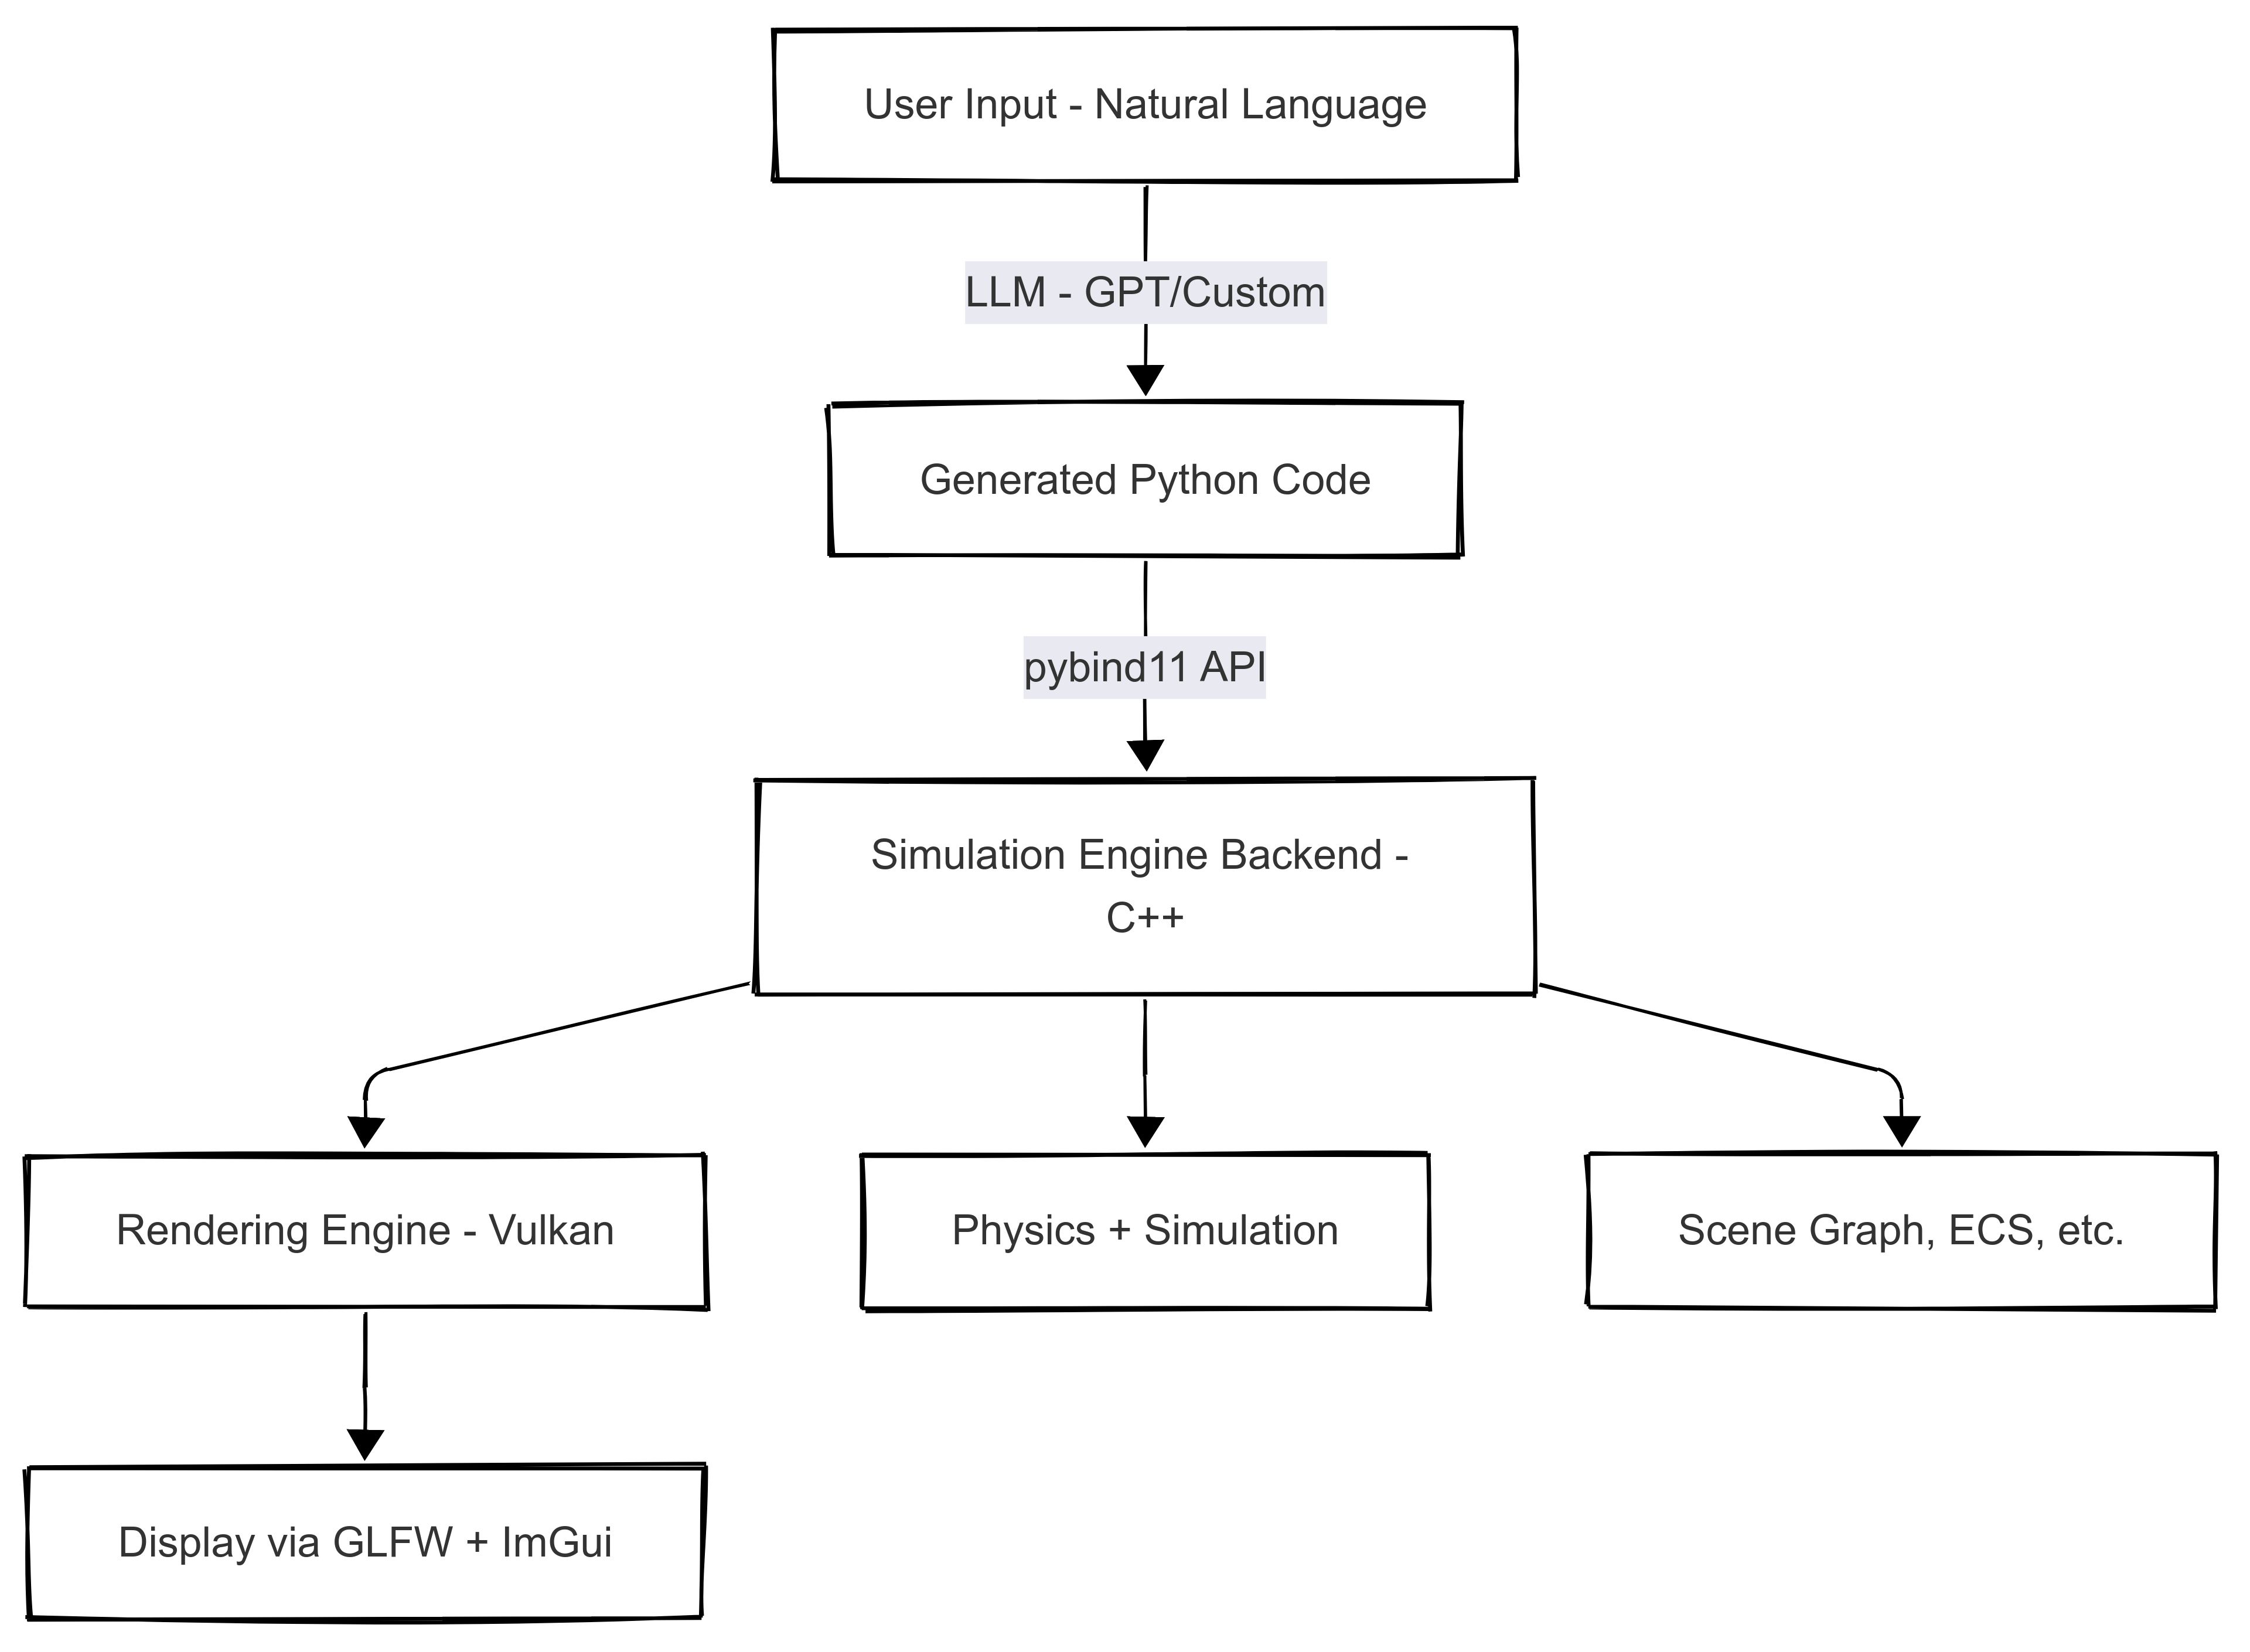 User Input - Natural Language
LLM - GPT/Custom
Generated Python Code
pybind11 API
Simulation Engine Backend -
C++
Rendering Engine - Vulkan
Physics + Simulation
Scene Graph, ECS, etc.
Display via GLFW + ImGui